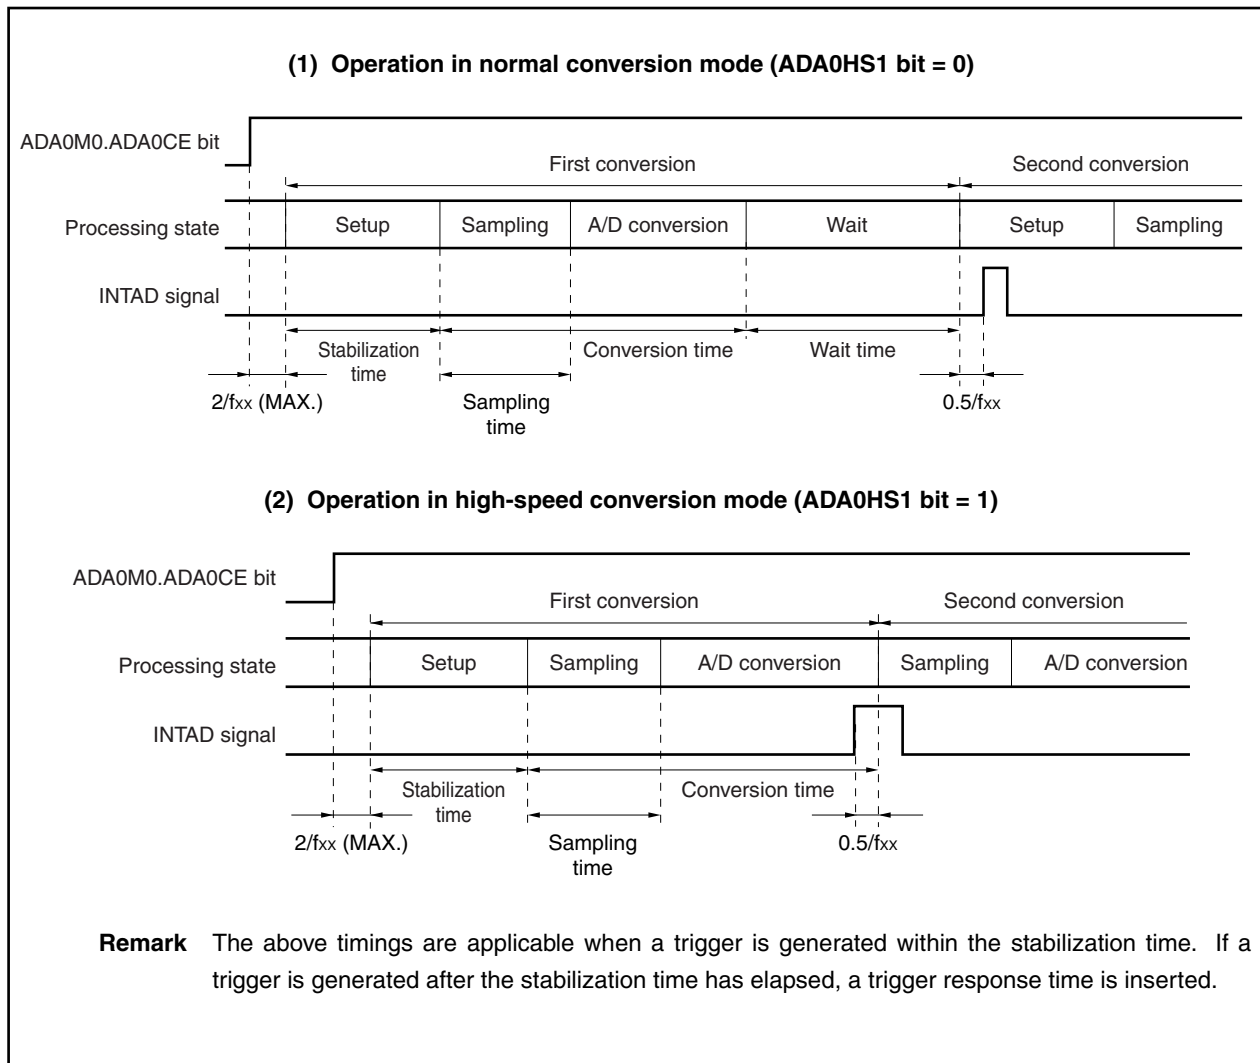 (1) Operation in normal conversion mode (ADA0HS1 bit = 0)
ADA0M0.ADA0CE bit
First conversion
Second conversion
Processing state
Setup
Sampling
A/D conversion
Wait
Setup
Sampling
INTAD signal
Stabilization
time
Conversion time
Wait time
2/fxx (MAX.)
Sampling
time
0.5/fxx
(2) Operation in high-speed conversion mode (ADA0HS1 bit = 1)
ADA0M0.ADA0CE bit
First conversion
Second conversion
Processing state
Setup
Sampling
A/D conversion
Sampling
A/D conversion
INTAD signal
Stabilization
time
Conversion time
2/fxx (MAX.)
Sampling
time
0.5/fxx
Remark The above timings are applicable when a trigger is generated within the stabilization time. If a
trigger is generated after the stabilization time has elapsed, a trigger response time is inserted.